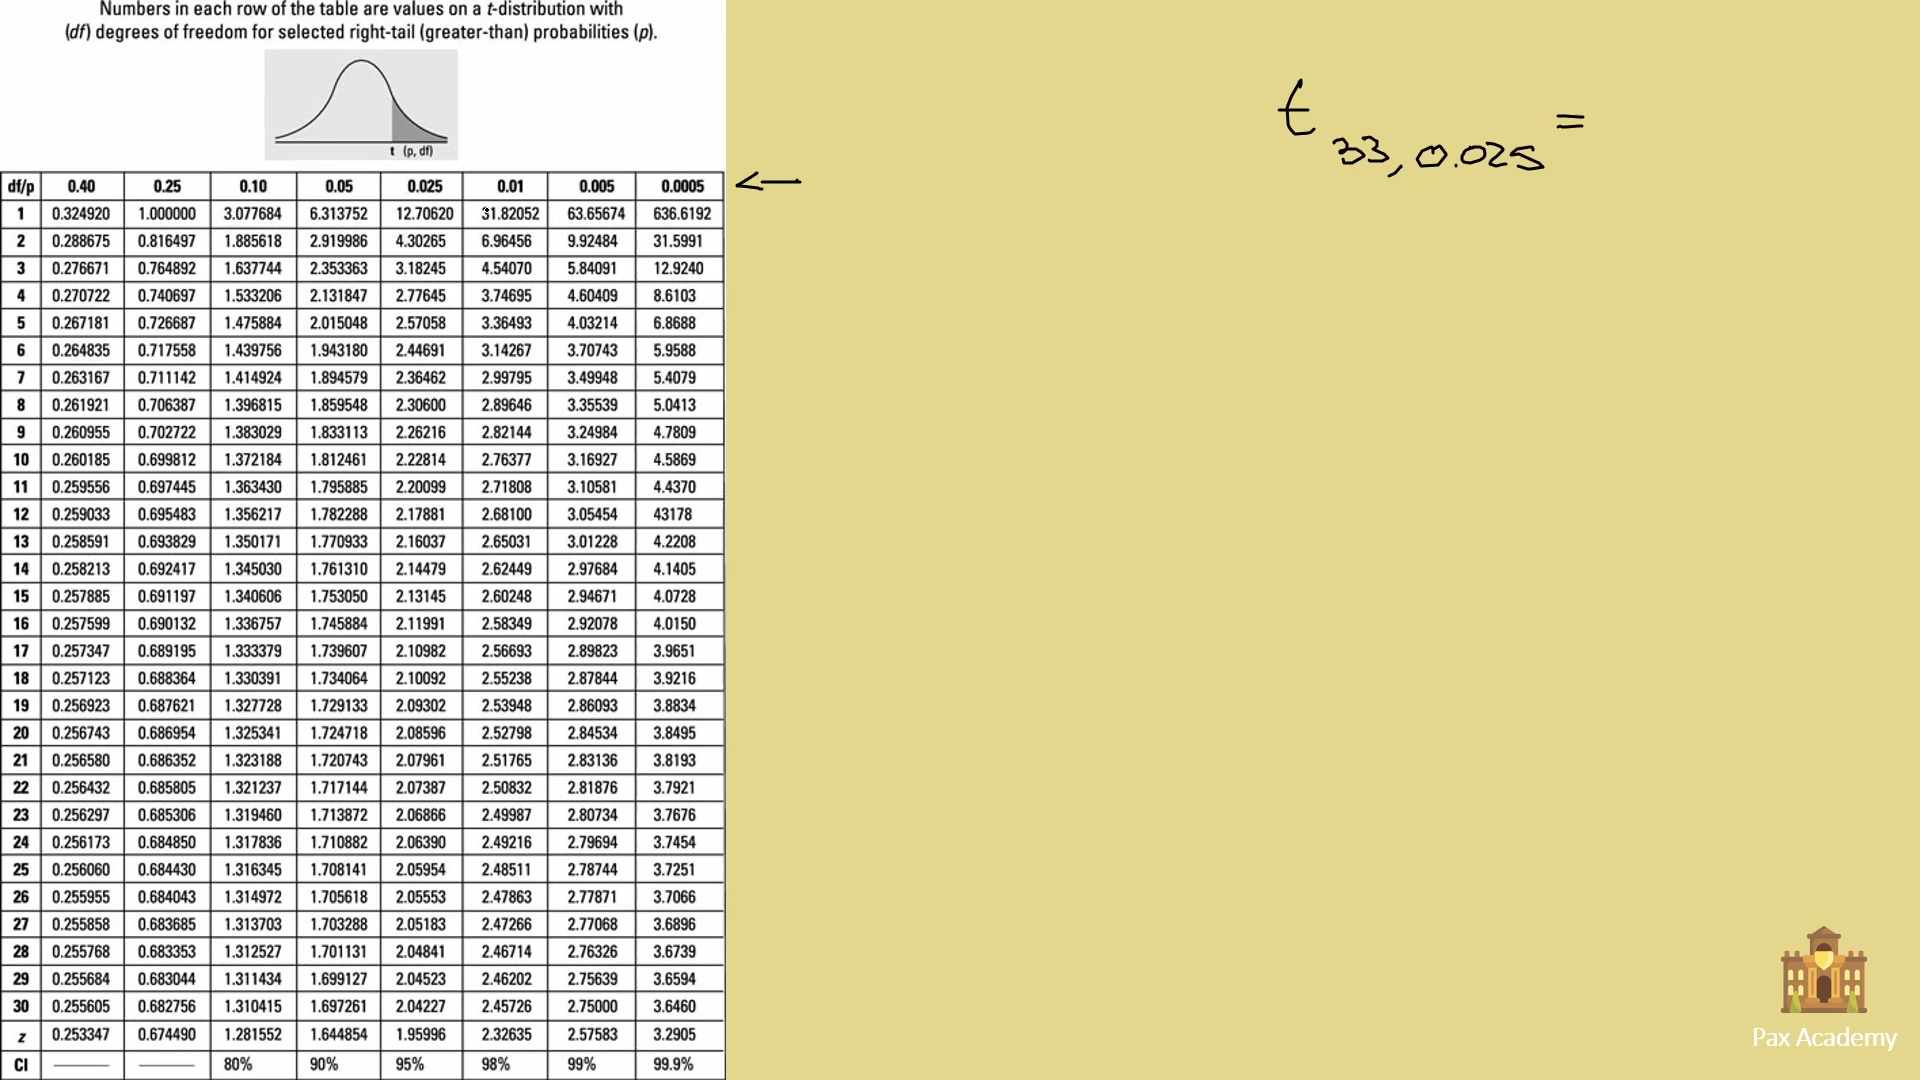 Numbers in each row of the table are values on a t-distribution with
(df) degrees of freedom for selected right-tail (greater-than) probabilities (p).
t (p, df)
df/p 0.40 0.25 0.10 0.05 0.025 0.01 0.005 0.0005
1 0.324920 1.000000 3.077684 6.313752 12.70620 31.82052 63.65674 636.6192
2 0.288675 0.816497 1.885618 2.919986 4.30265 6.96456 9.92484 31.5991
3 0.276671 0.764892 1.637744 2.353363 3.18245 4.54070 5.84091 12.9240
4 0.270722 0.740697 1.533206 2.131847 2.77645 3.74695 4.60409 8.6103
5 0.267181 0.726687 1.475884 2.015048 2.57058 3.36493 4.03214 6.8688
6 0.264835 0.717558 1.439756 1.943180 2.44691 3.14267 3.70743 5.9588
7 0.263167 0.711142 1.414924 1.894579 2.36462 2.99795 3.49948 5.4079
8 0.261921 0.706387 1.396815 1.859548 2.30600 2.89646 3.35539 5.0413
9 0.260955 0.702722 1.383029 1.833113 2.26216 2.82144 3.24984 4.7809
10 0.260185 0.699812 1.372184 1.812461 2.22814 2.76377 3.16927 4.5869
11 0.259556 0.697445 1.363430 1.795885 2.20099 2.71808 3.10581 4.4370
12 0.259033 0.695483 1.356217 1.782288 2.17881 2.68100 3.05454 43178
13 0.258591 0.693829 1.350171 1.770933 2.16037 2.65031 3.01228 4.2208
14 0.258213 0.692417 1.345030 1.761310 2.14479 2.62449 2.97684 4.1405
15 0.257885 0.691197 1.340606 1.753050 2.13145 2.60248 2.94671 4.0728
16 0.257599 0.690132 1.336757 1.745884 2.11991 2.58349 2.92078 4.0150
17 0.257347 0.689195 1.333379 1.739607 2.10982 2.56693 2.89823 3.9651
18 0.257123 0.688364 1.330391 1.734064 2.10092 2.55238 2.87844 3.9216
19 0.256923 0.687621 1.327728 1.729133 2.09302 2.53948 2.86093 3.8834
20 0.256743 0.686954 1.325341 1.724718 2.08596 2.52798 2.84534 3.8495
21 0.256580 0.686352 1.323188 1.720743 2.07961 2.51765 2.83136 3.8193
22 0.256432 0.685805 1.321237 1.717144 2.07387 2.50832 2.81876 3.7921
23 0.256297 0.685306 1.319460 1.713872 2.06866 2.49987 2.80734 3.7676
24 0.256173 0.684850 1.317836 1.710882 2.06390 2.49216 2.79694 3.7454
25 0.256060 0.684430 1.316345 1.708141 2.05954 2.48511 2.78744 3.7251
26 0.255955 0.684043 1.314972 1.705618 2.05553 2.47863 2.77871 3.7066
27 0.255858 0.683685 1.313703 1.703288 2.05183 2.47266 2.77068 3.6896
28 0.255768 0.683353 1.312527 1.701131 2.04841 2.46714 2.76326 3.6739
29 0.255684 0.683044 1.311434 1.699127 2.04523 2.46202 2.75639 3.6594
30 0.255605 0.682756 1.310415 1.697261 2.04227 2.45726 2.75000 3.6460
z 0.253347 0.674490 1.281552 1.644854 1.95996 2.32635 2.57583 3.2905
CI 80% 90% 95% 98% 99% 99.9%
t 33, 0.025 =
Pax Academy